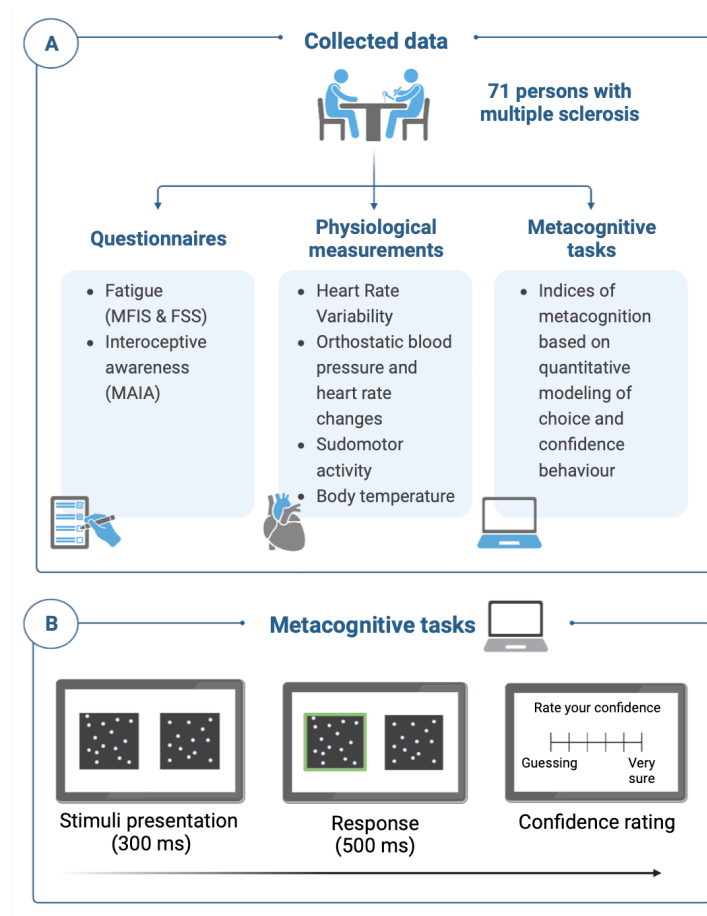 A
Collected data
71 persons with
multiple sclerosis
Questionnaires
• Fatigue
(MFIS & FSS)
• Interoceptive
awareness
(MAIA)
Physiological
measurements
• Heart Rate
Variability
• Orthostatic blood
pressure and
heart rate
changes
• Sudomotor
activity
• Body temperature
Metacognitive
tasks
• Indices of
metacognition
based on
quantitative
modeling of
choice and
confidence
behaviour
B
Metacognitive tasks
Stimuli presentation
(300 ms)
Response
(500 ms)
Rate your confidence
Guessing
Very
sure
Confidence rating